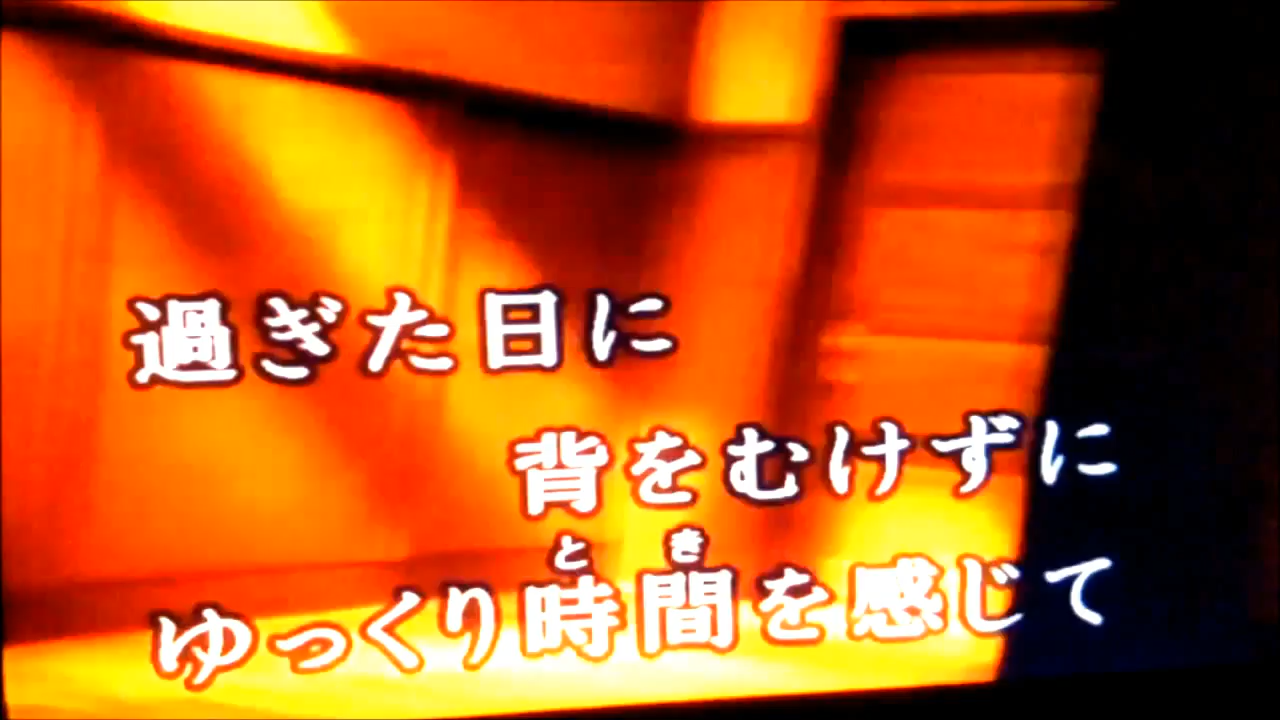 過ぎた日に
背をむけずに
とき
ゆっくり時間を感じて